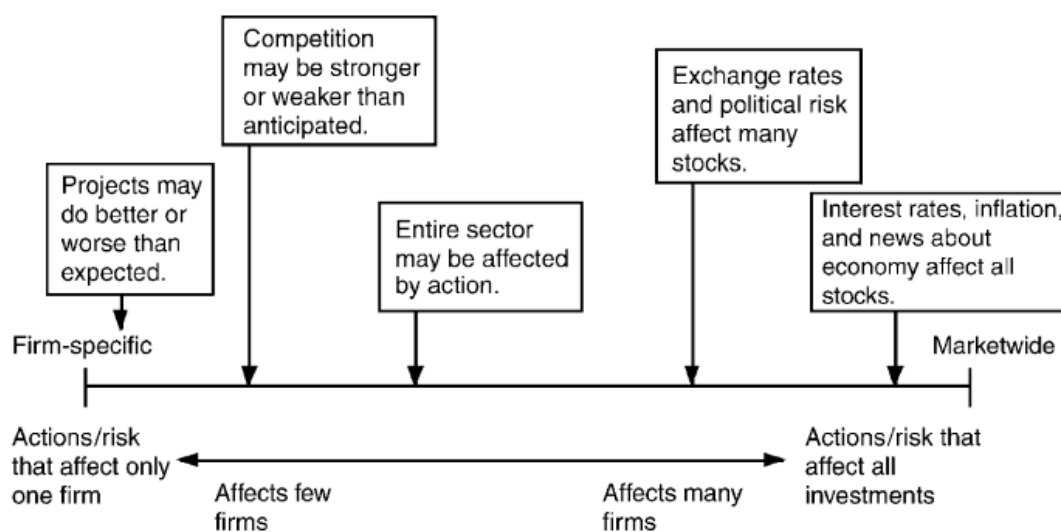 Competition
may be stronger
or weaker than
anticipated.
Exchange rates
and political risk
affect many
stocks.
Projects may
do better or
worse than
expected.
Entire sector
may be affected
by action.
Interest rates, inflation,
and news about
economy affect all
stocks.
Firm-specific
Marketwide
Actions/risk
that affect only
one firm
Affects few
firms
Affects many
firms
Actions/risk that
affect all
investments